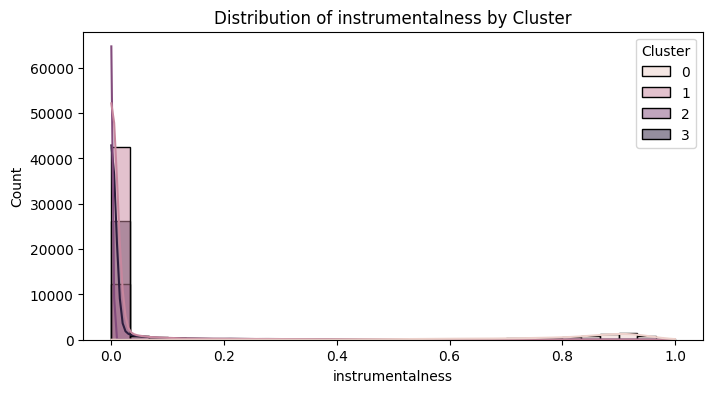 Distribution of instrumentalness by Cluster
Cluster
0
1
2
3
Count
60000
50000
40000
30000
20000
10000
0
0.0 0.2 0.4 0.6 0.8 1.0
instrumentalness